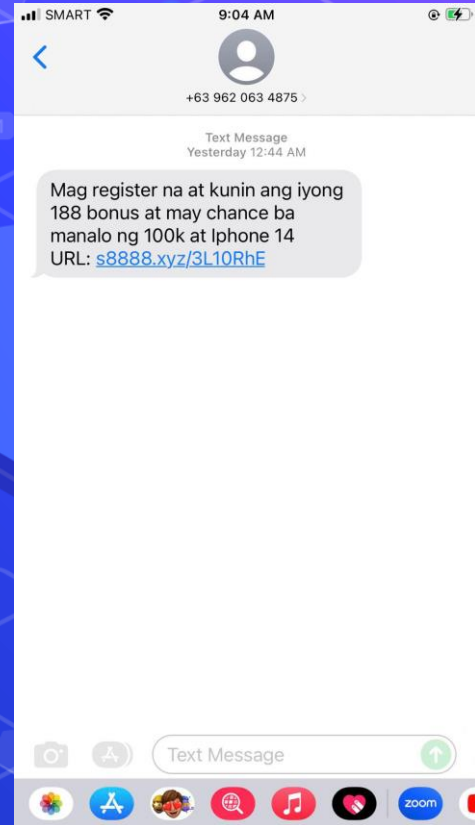 SMART
9:04 AM
+63 962 063 4875
Text Message
Yesterday 12:44 AM
Mag register na at kunin ang iyong
188 bonus at may chance ba
manalo ng 100k at Iphone 14
URL: s8888.xyz/3L10RhE
Text Message
zoom